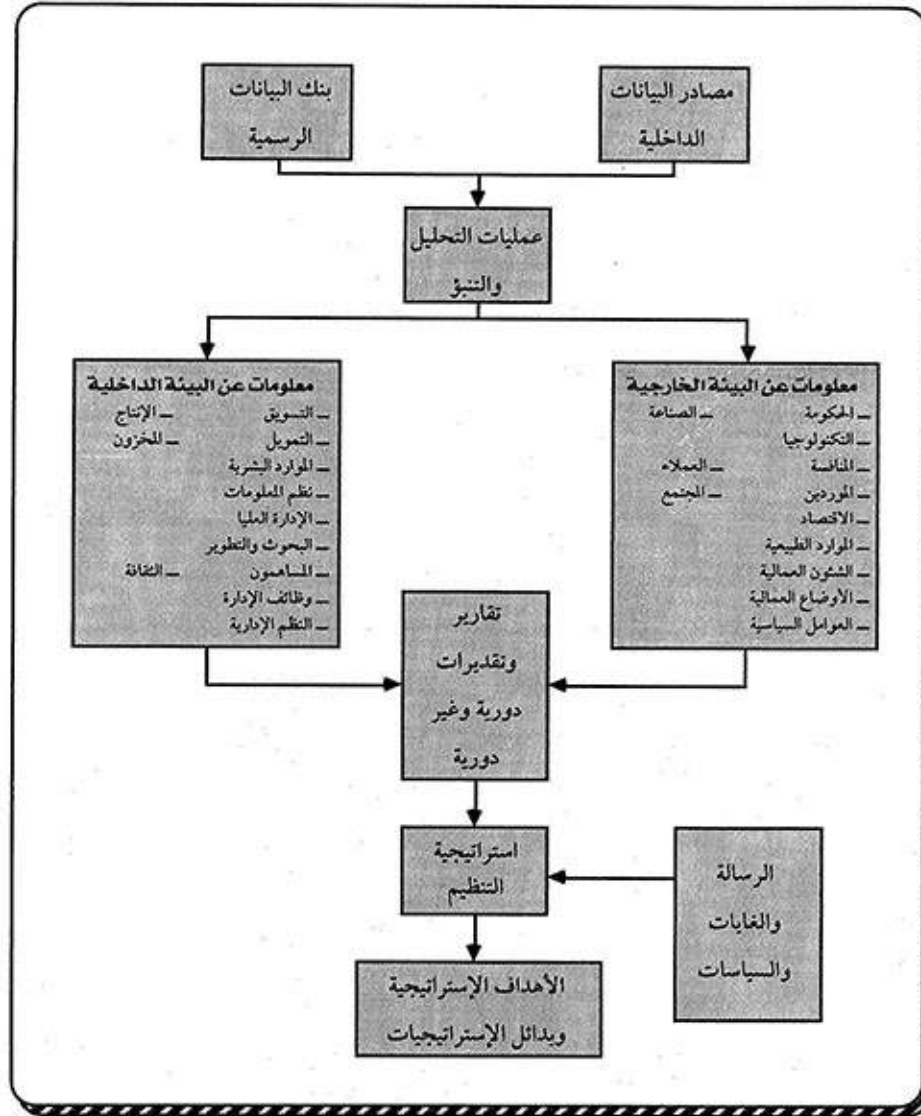 مصادر البيانات
الداخلية
بنك البيانات
الرسمية
عمليات التحليل
والتنبؤ
معلومات عن البيئة الخارجية
ـ الحكومة ـ الصناعة
ـ التكنولوجيا
ـ المنافسة ـ العملاء
ـ الموردين ـ المجتمع
ـ الاقتصاد
ـ الموارد الطبيعية
ـ الشئون العمالية
ـ الأوضاع العمالية
ـ العوامل السياسية
معلومات عن البيئة الداخلية
ـ التسويق ـ الإنتاج
ـ التمويل ـ المخزون
ـ الموارد البشرية
ـ نظم المعلومات
ـ الإدارة العليا
ـ البحوث والتطوير
ـ المساهمون ـ الثقافة
ـ وظائف الإدارة
ـ النظم الإدارية
تقارير
وتقديرات
دورية وغير
دورية
استراتيجية
التنظيم
الرسالة
والغايات
والسياسات
الأهداف الإستراتيجية
وبدائل الإستراتيجيات